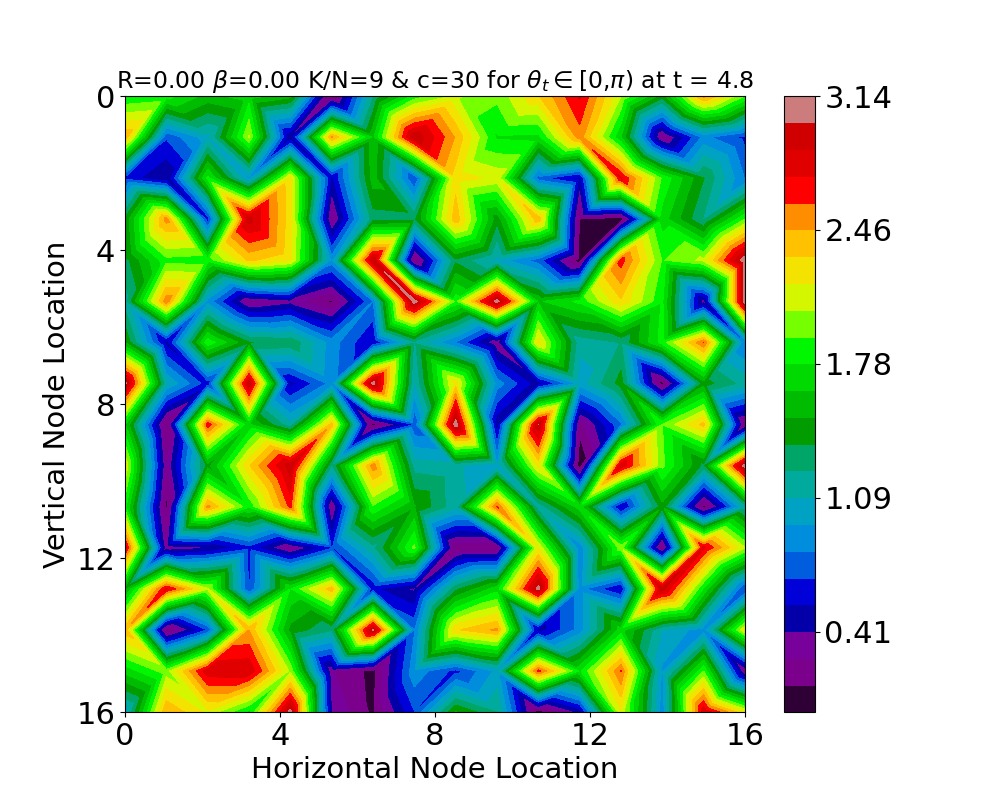 R=0.00 β=0.00 K/N=9 & c=30 for θₜ∈[0,π) at t = 4.8
Vertical Node Location
0
4
8
12
16
0 4 8 12 16
Horizontal Node Location
3.14
2.46
1.78
1.09
0.41